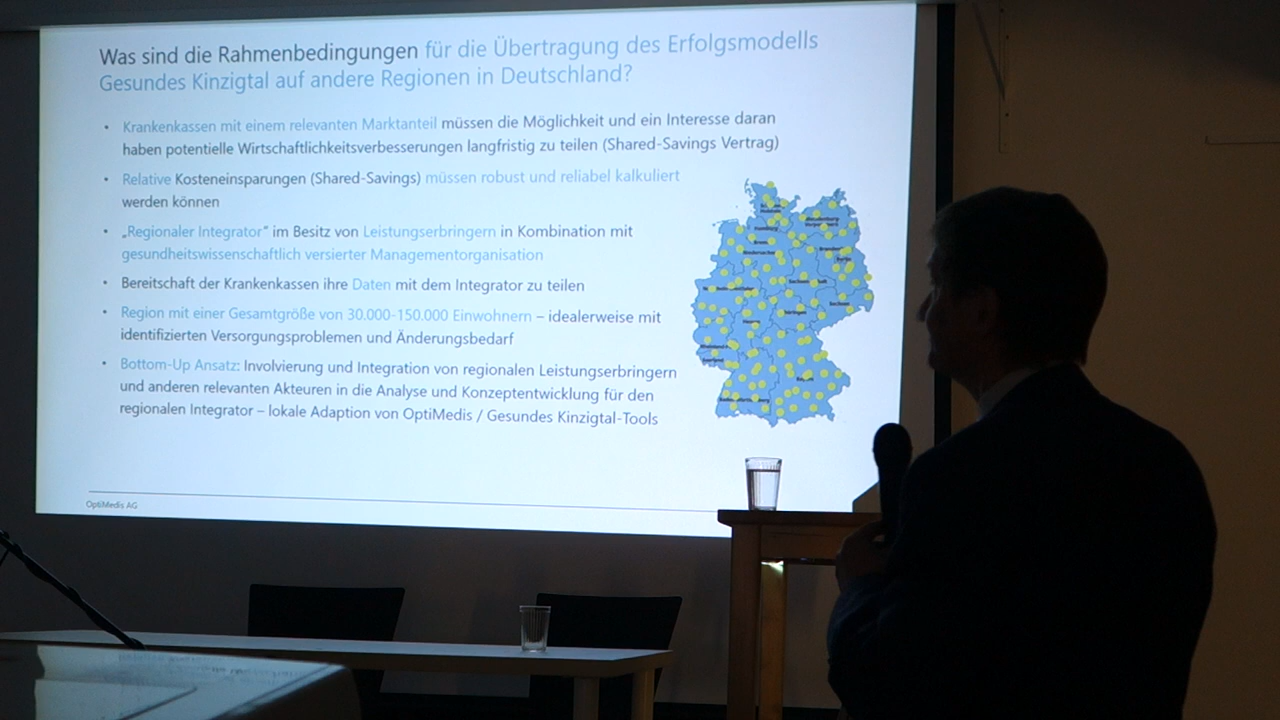 Was sind die Rahmenbedingungen für die Übertragung des Erfolgsmodells
Gesundes Kinzigtal auf andere Regionen in Deutschland?
• Krankenkassen mit einem relevanten Marktanteil müssen die Möglichkeit und ein Interesse daran
haben potentielle Wirtschaftlichkeitsverbesserungen langfristig zu teilen (Shared-Savings Vertrag)
• Relative Kosteneinsparungen (Shared-Savings) müssen robust und reliabel kalkuliert
werden können
• „Regionaler Integrator“ im Besitz von Leistungserbringern in Kombination mit
gesundheitswissenschaftlich versierter Managementorganisation
• Bereitschaft der Krankenkassen ihre Daten mit dem Integrator zu teilen
• Region mit einer Gesamtgröße von 30.000-150.000 Einwohnern – idealerweise mit
identifizierten Versorgungsproblemen und Änderungsbedarf
• Bottom-Up Ansatz: Involvierung und Integration von regionalen Leistungserbringern
und anderen relevanten Akteuren in die Analyse und Konzeptentwicklung für den
regionalen Integrator – lokale Adaption von OptiMedis / Gesundes Kinzigtal-Tools
Hamburg
Sachsen
Hessen
Thüringen
OptiMedis AG